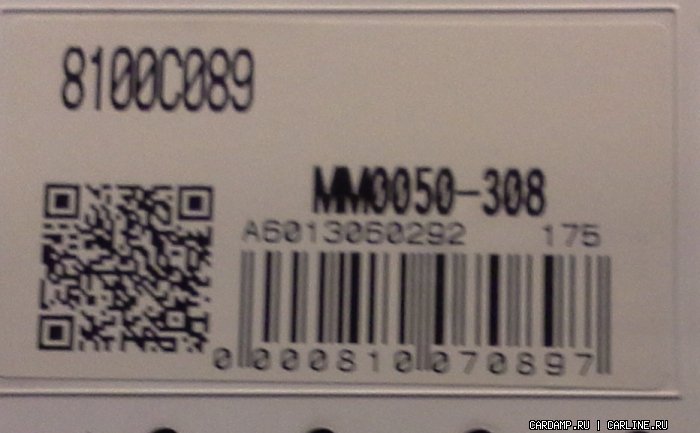 8100C089
MM0050-308
A6013060292 175
0 000810 070897
CARDAMP.RU | CARLINE.RU